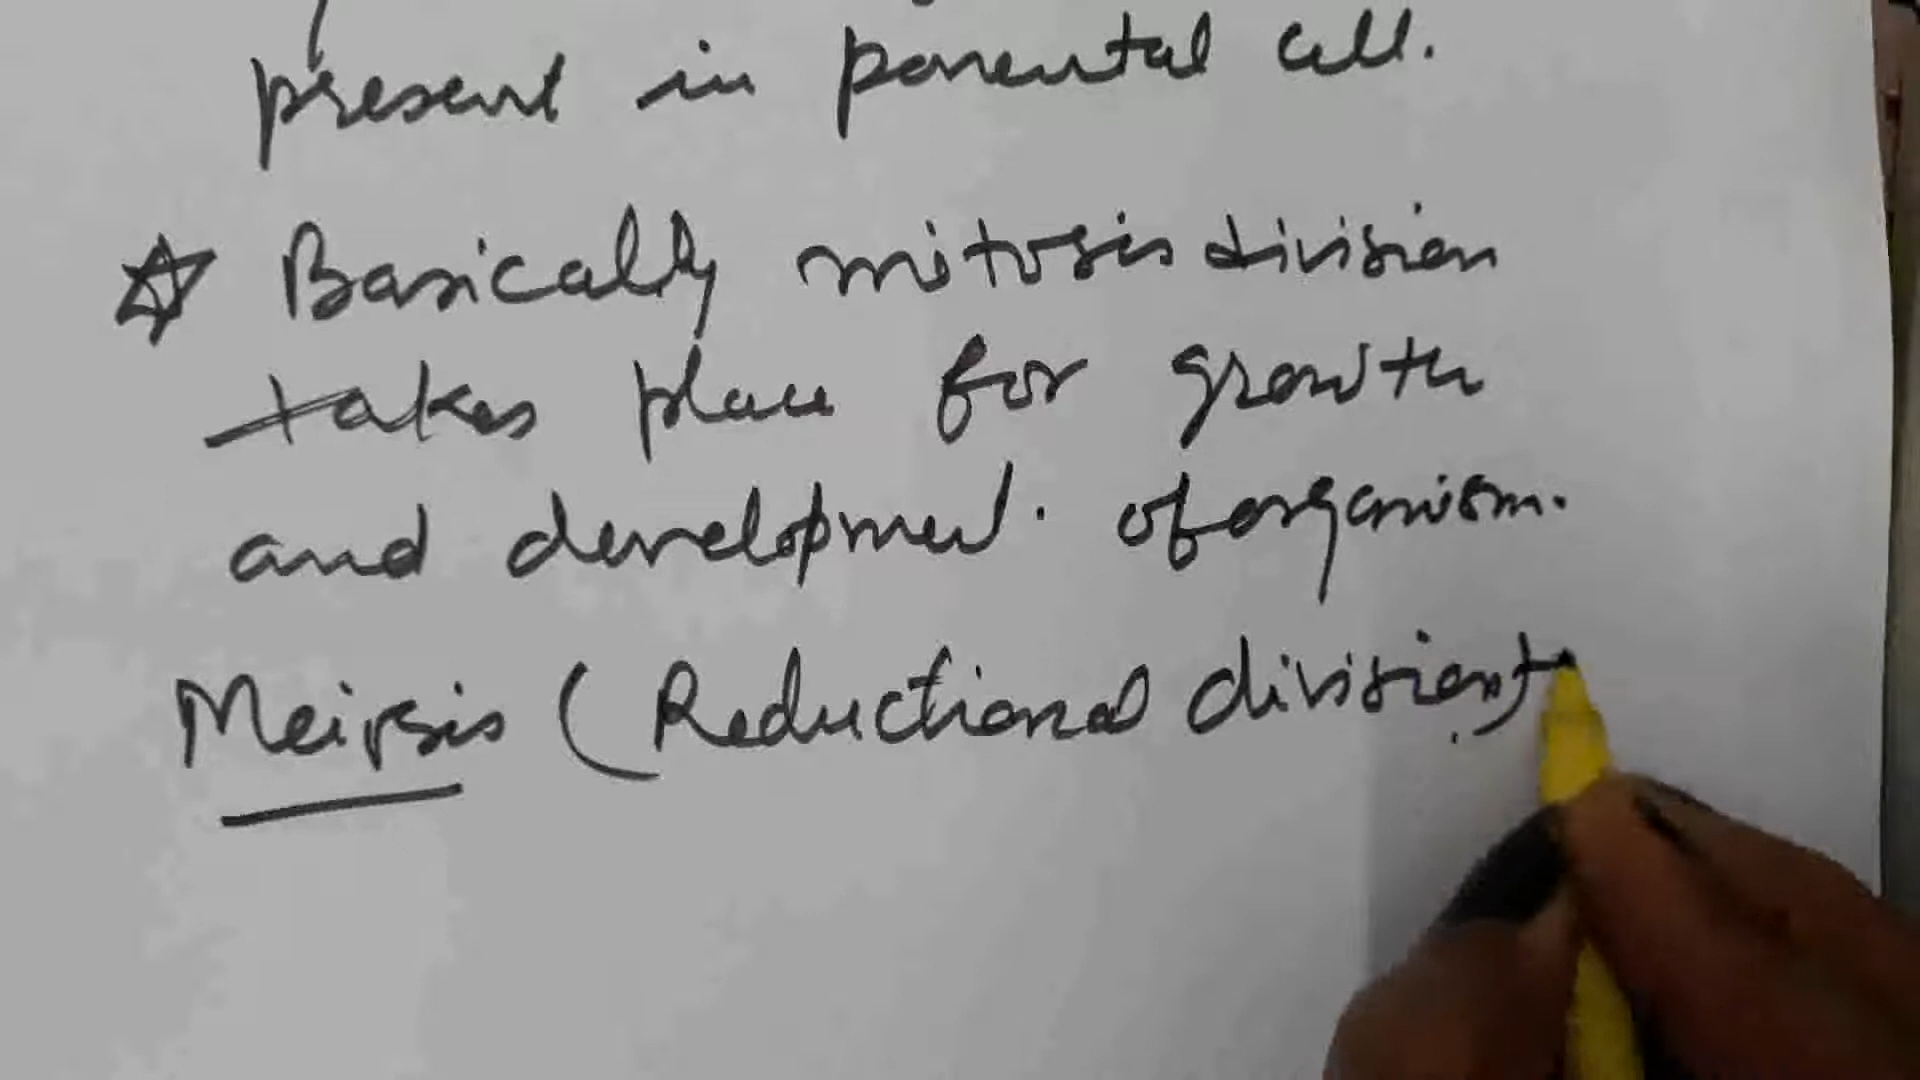 present in parental cell.
☆ Basically mitosis division
takes place for growth
and development. of organism.
Meiosis (Reductional division)